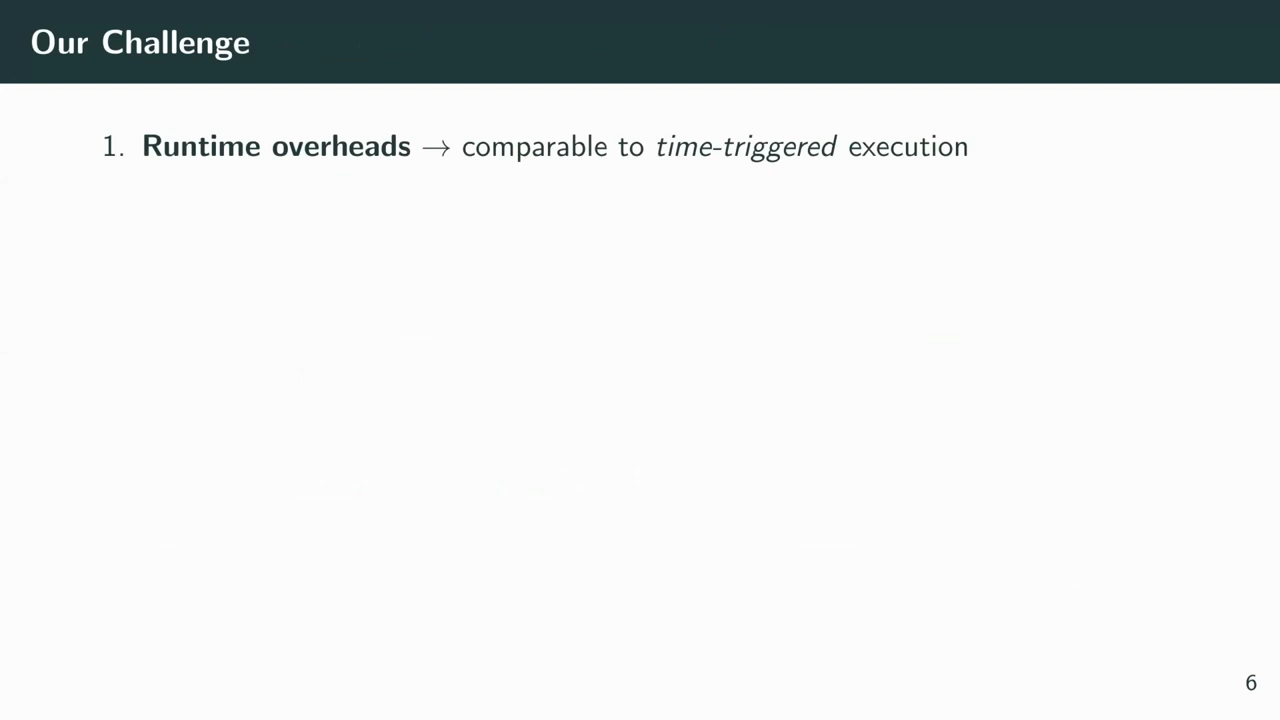 Our Challenge
1. Runtime overheads → comparable to time-triggered execution
6